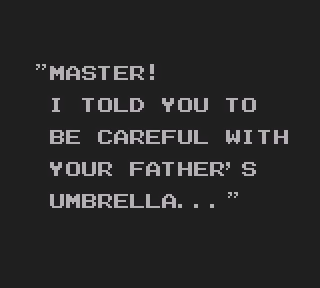 "MASTER!
I TOLD YOU TO
BE CAREFUL WITH
YOUR FATHER'S
UMBRELLA..."